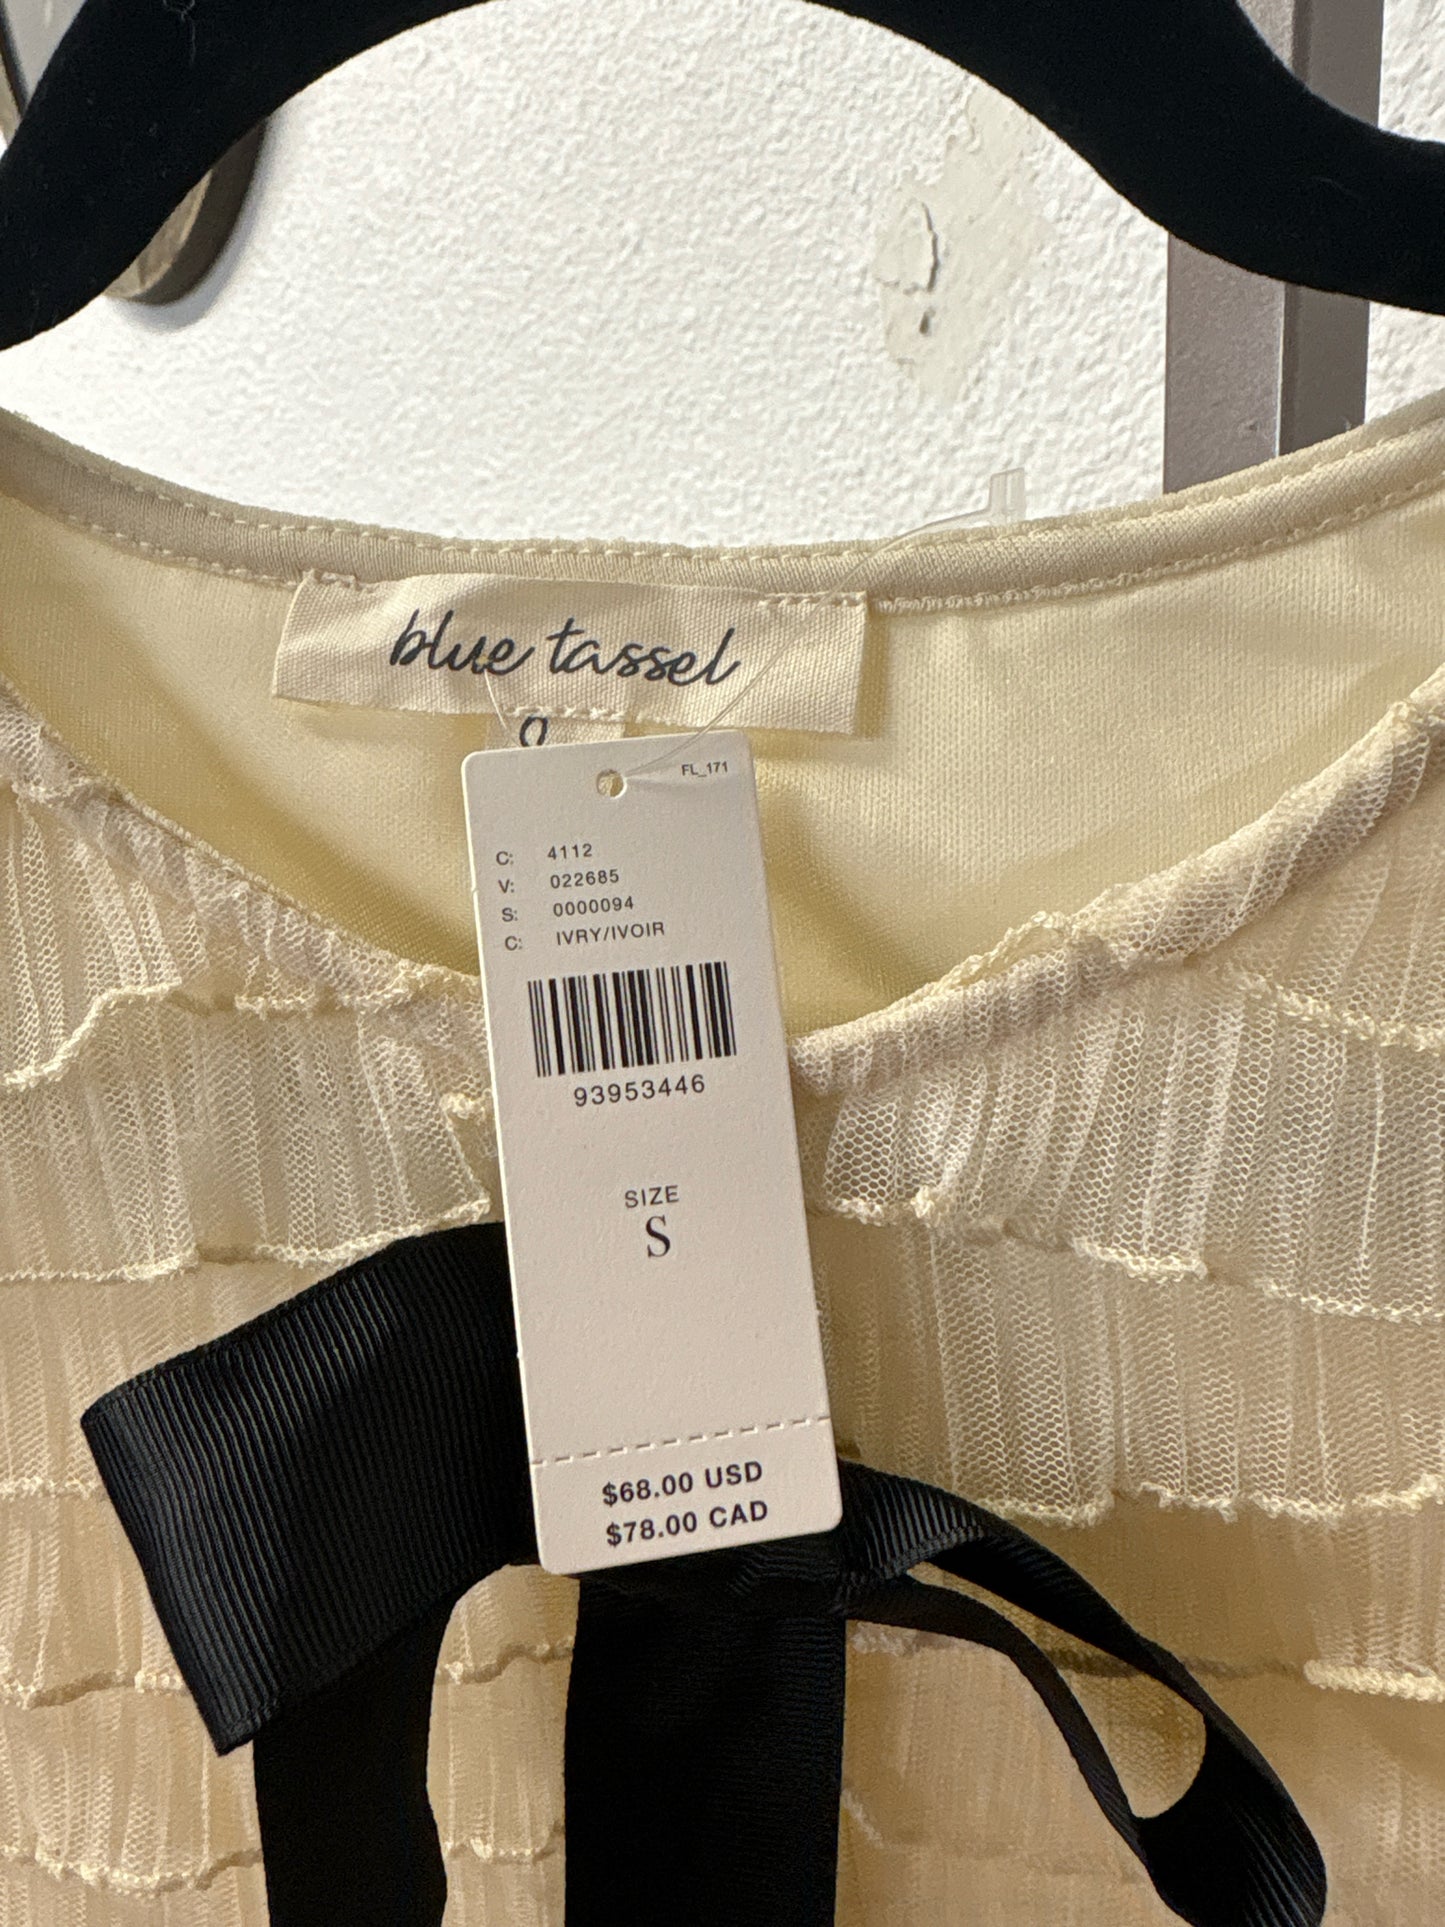 blue tassel
FL_171
C: 4112
V: 022685
S: 0000094
C: IVRY/IVOIR
93953446
SIZE
S
$68.00 USD
$78.00 CAD